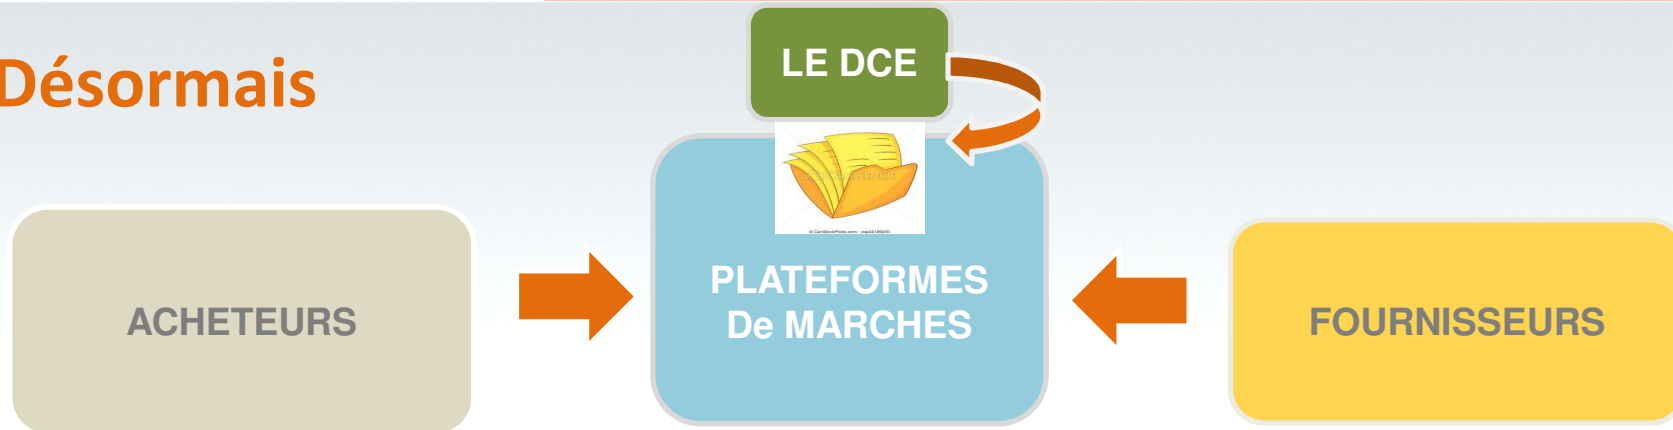 Désormais
LE DCE
PLATEFORMES
De MARCHES
ACHETEURS
FOURNISSEURS